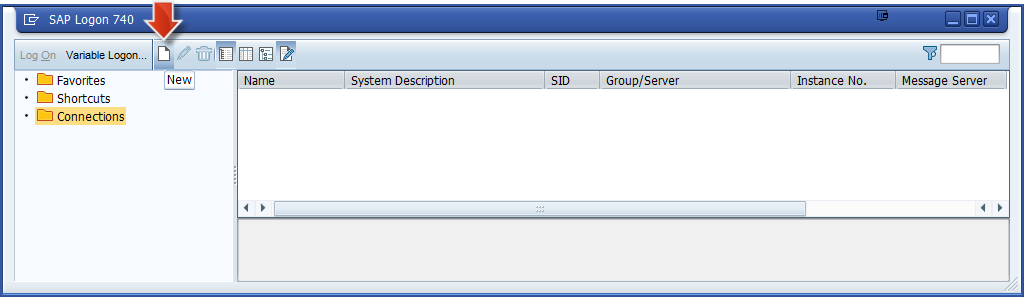 SAP Logon 740
Log On Variable Logon...
New
Favorites
Shortcuts
Connections
Name System Description SID Group/Server Instance No. Message Server